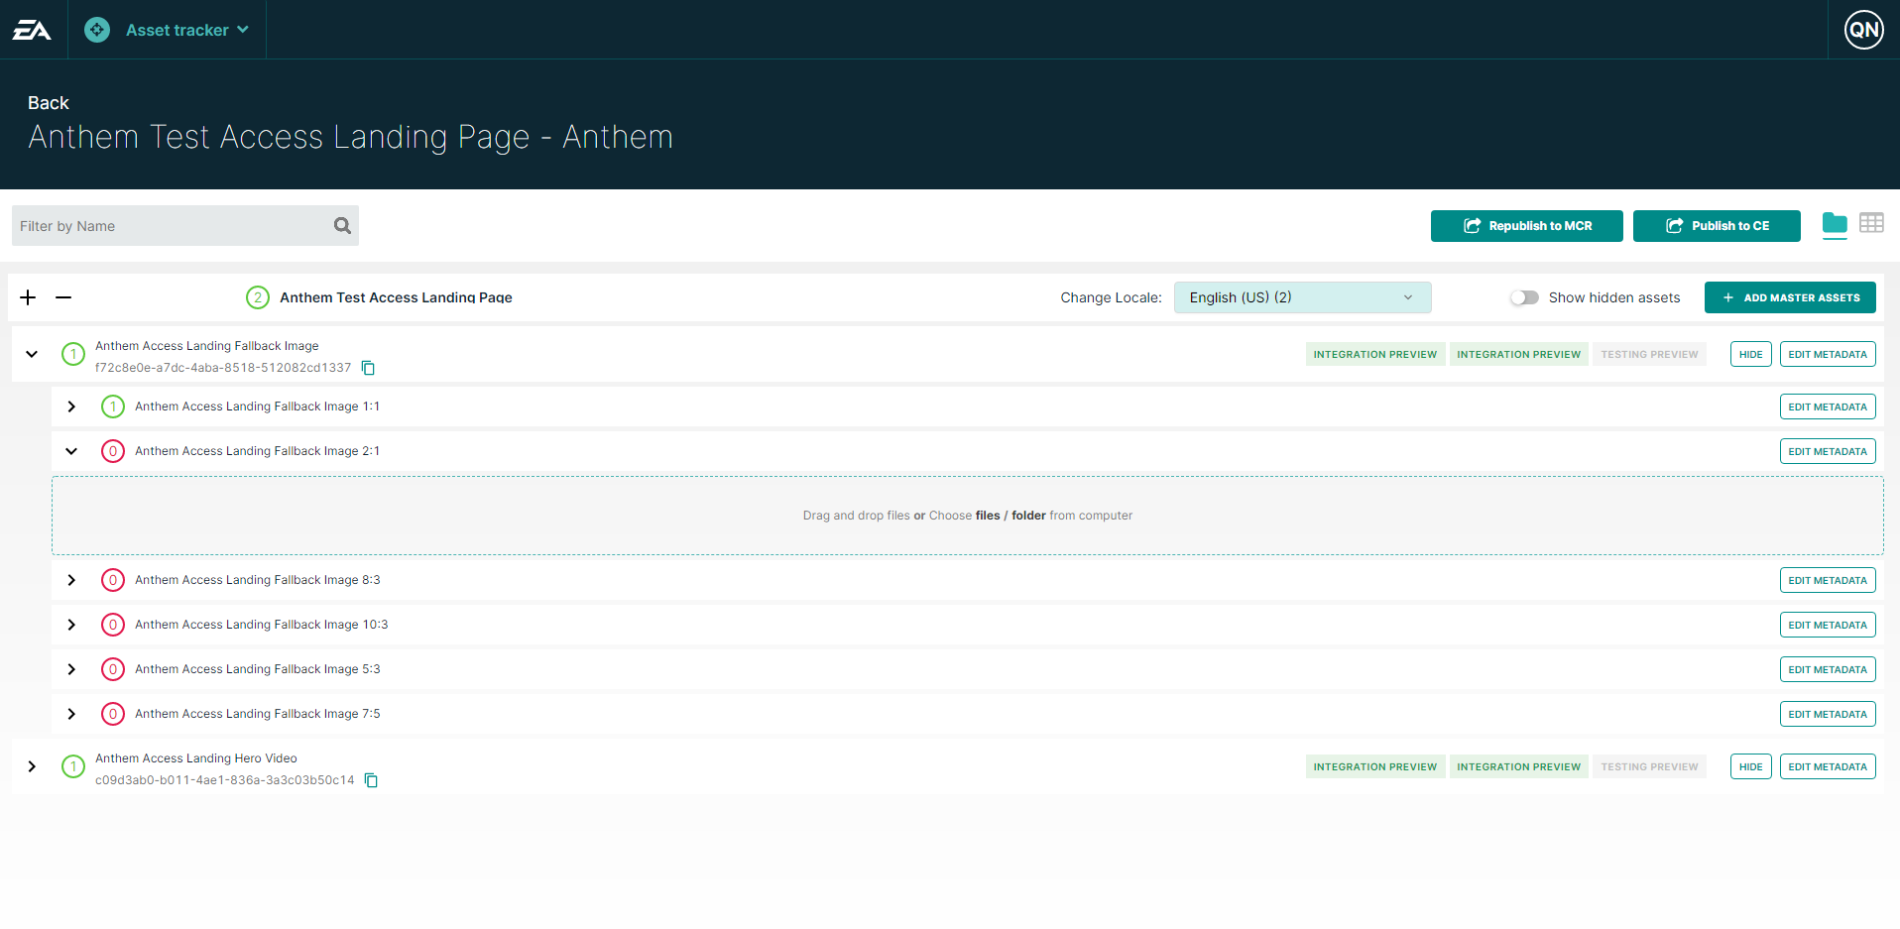 EA
Asset tracker
QN
Back
Anthem Test Access Landing Page - Anthem
Filter by Name
Republish to MCR
Publish to CE
2 Anthem Test Access Landing Page
Change Locale: English (US) (2)
Show hidden assets
+ ADD MASTER ASSETS
1 Anthem Access Landing Fallback Image
f72c8e0e-a7dc-4aba-8518-512082cd1337
INTEGRATION PREVIEW INTEGRATION PREVIEW TESTING PREVIEW HIDE EDIT METADATA
1 Anthem Access Landing Fallback Image 1:1 EDIT METADATA
0 Anthem Access Landing Fallback Image 2:1 EDIT METADATA
Drag and drop files or Choose files / folder from computer
0 Anthem Access Landing Fallback Image 8:3 EDIT METADATA
0 Anthem Access Landing Fallback Image 10:3 EDIT METADATA
0 Anthem Access Landing Fallback Image 5:3 EDIT METADATA
0 Anthem Access Landing Fallback Image 7:5 EDIT METADATA
1 Anthem Access Landing Hero Video
c09d3ab0-b011-4ae1-836a-3a3c03b50c14
INTEGRATION PREVIEW INTEGRATION PREVIEW TESTING PREVIEW HIDE EDIT METADATA